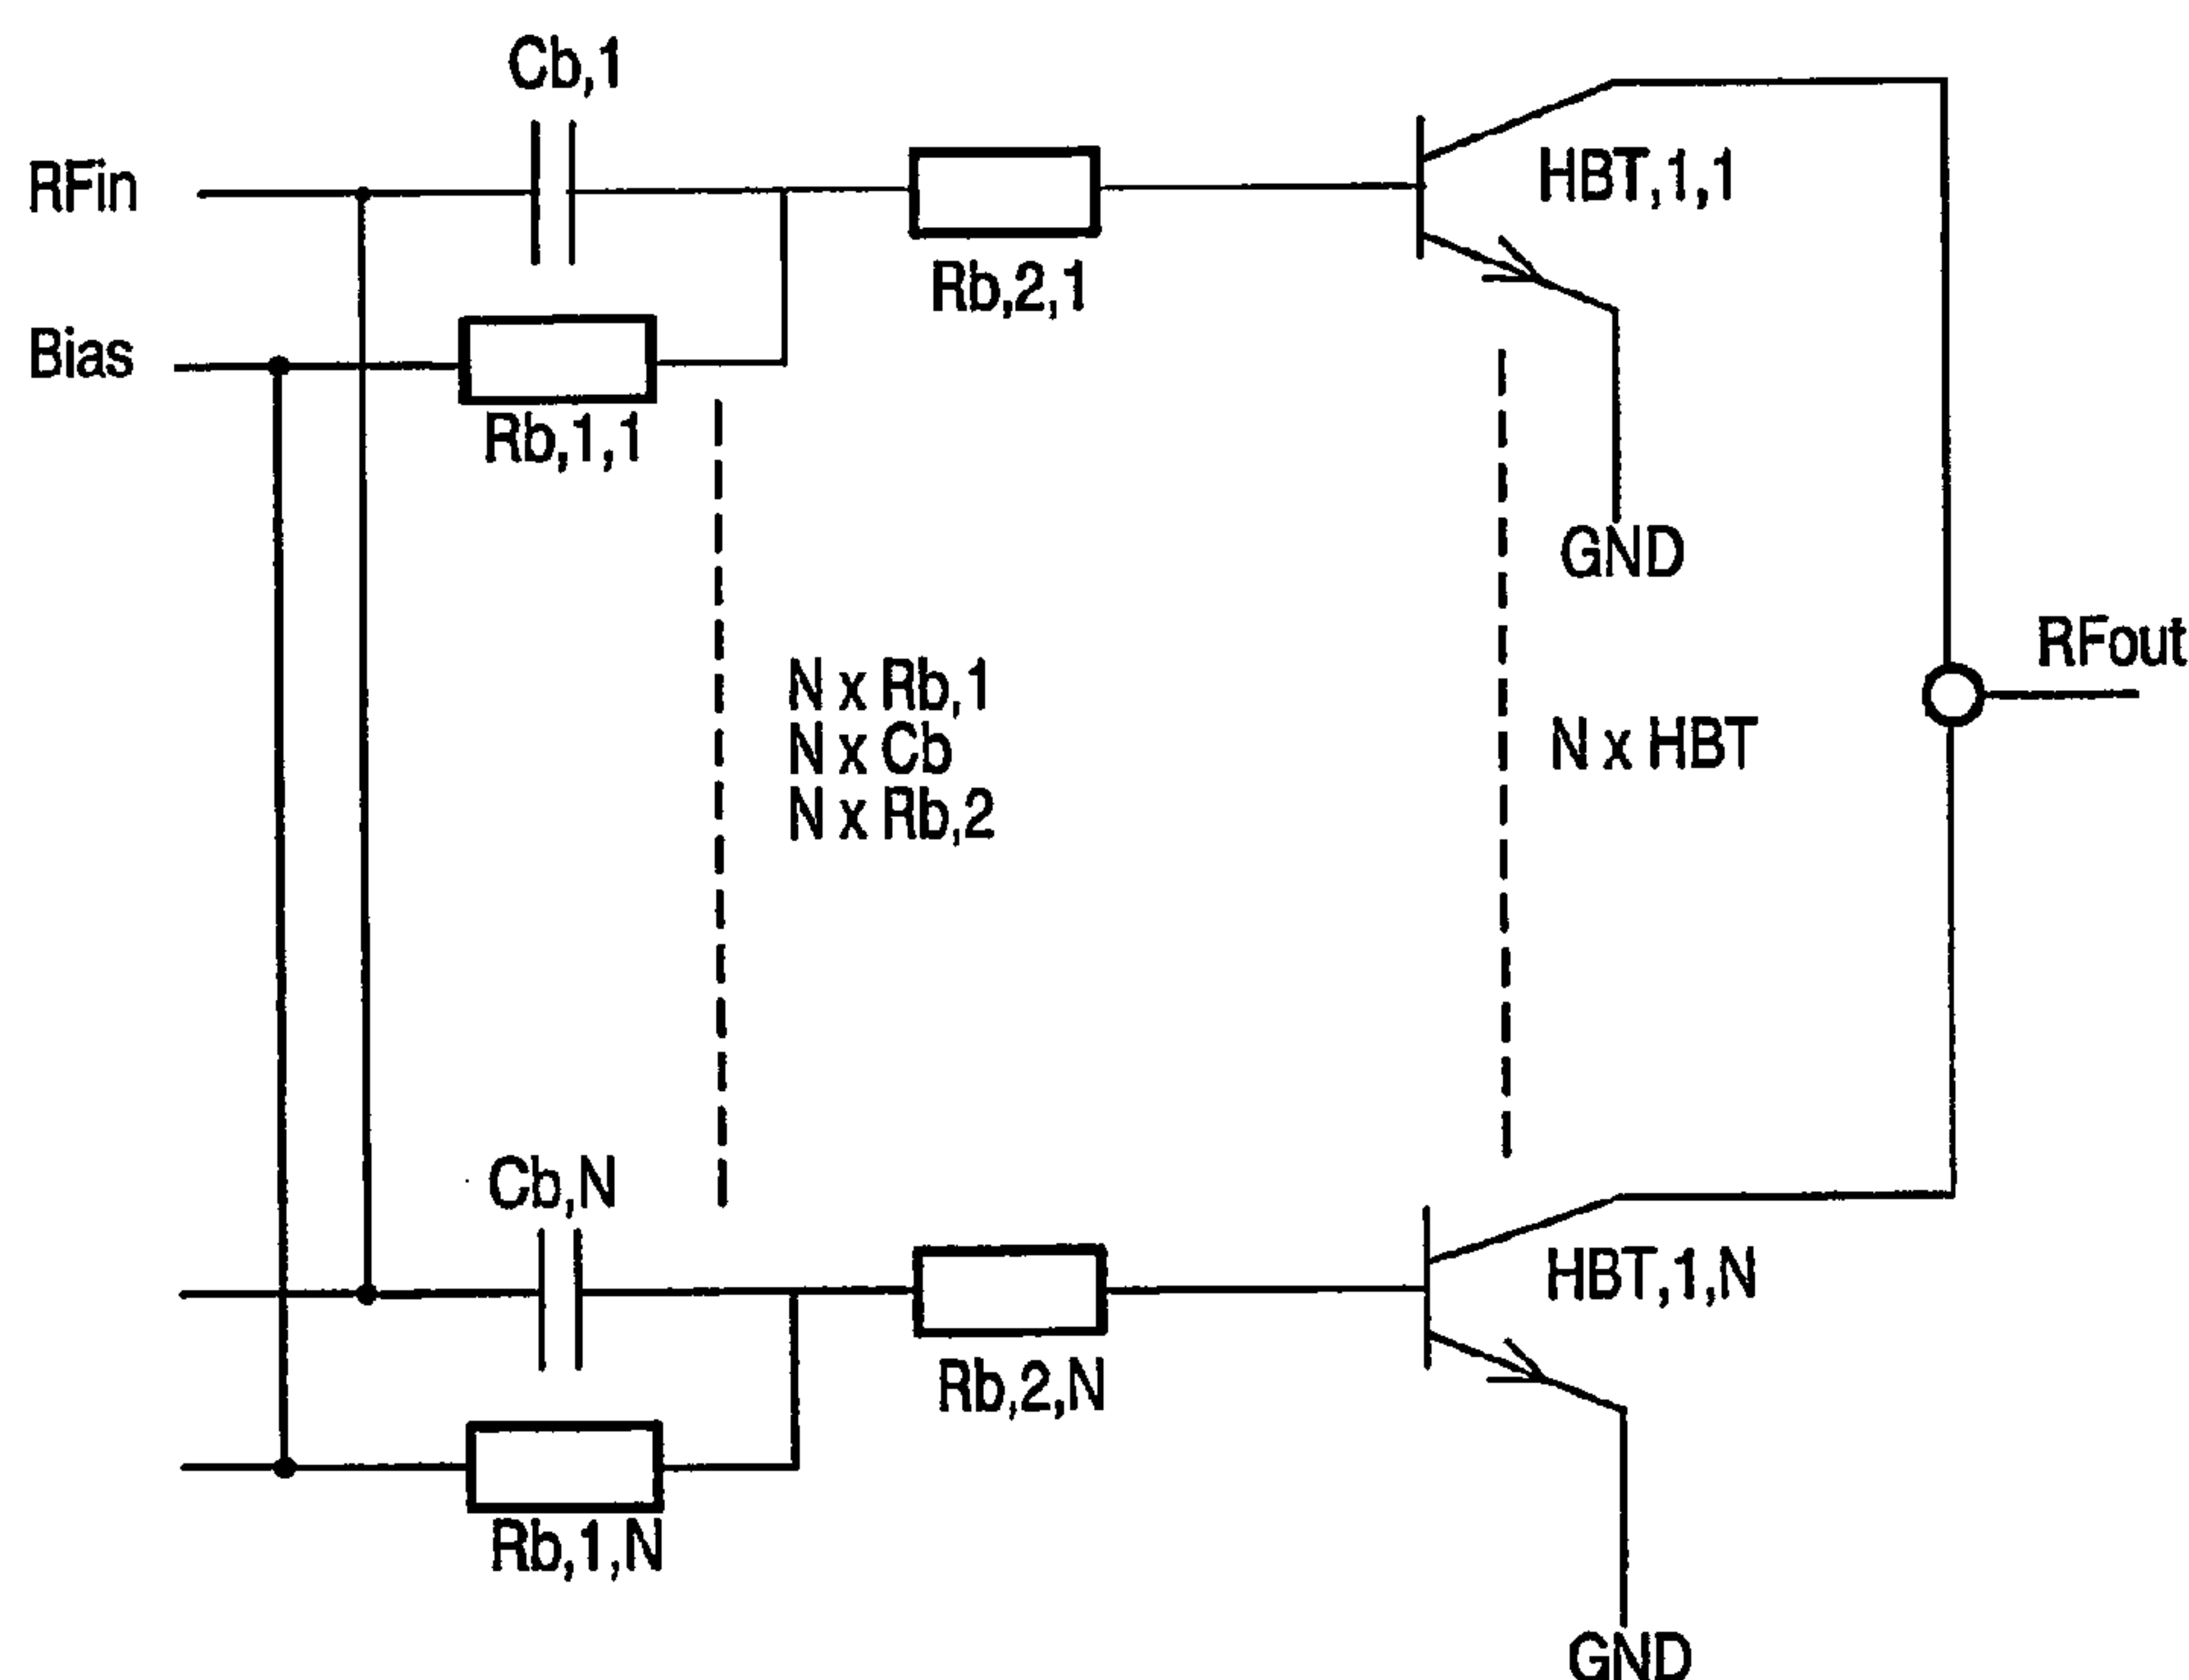 Cb,1
RFin
HBT,1,1
Rb,2,1
Bias
Rb,1,1
GND
RFout
N x Rb,1
N x Cb
N x Rb,2
N x HBT
Cb,N
HBT,1,N
Rb,2,N
Rb,1,N
GND